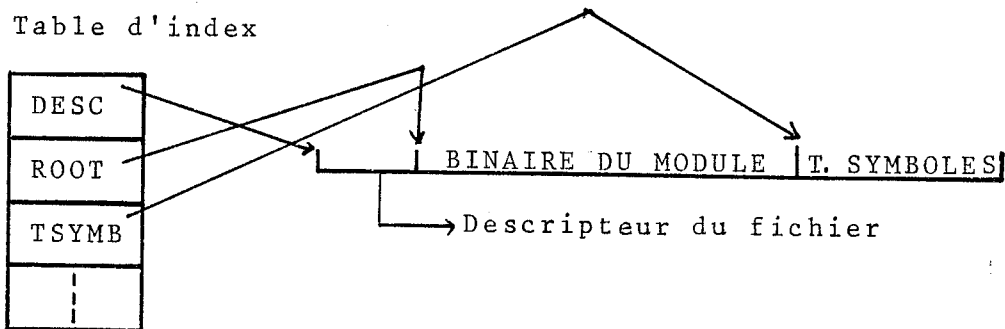 Table d'index
DESC
ROOT
TSYMB
BINAIRE DU MODULE
T. SYMBOLES
Descripteur du fichier